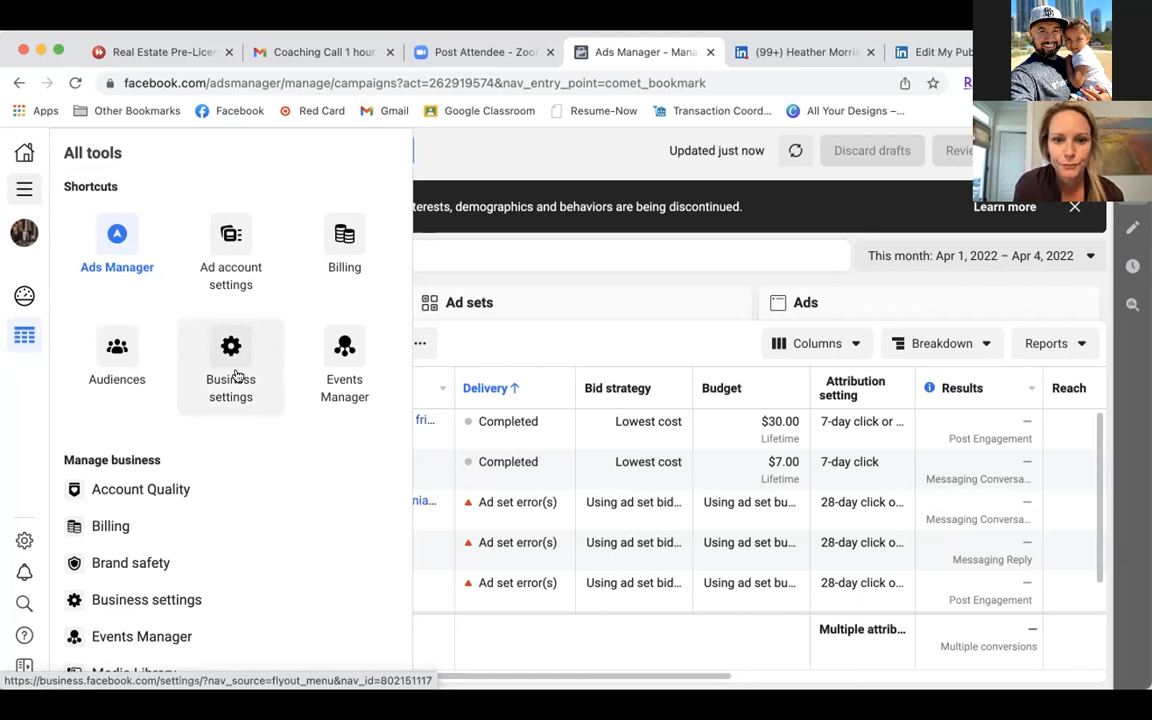 Real Estate Pre-Licer
Coaching Call 1 hour
Post Attendee - Zoor
Ads Manager - Mana
(99+) Heather Morris
Edit My Pu
facebook.com/adsmanager/manage/campaigns?act=262919574&nav_entry_point=comet_bookmark
Apps
Other Bookmarks
Facebook
Red Card
Gmail
Google Classroom
Resume-Now
Transaction Coord...
All Your Designs –...
All tools
Updated just now
Discard drafts
Revie
Shortcuts
terests, demographics and behaviors are being discontinued.
Learn more
Ads Manager
Ad account
settings
Billing
This month: Apr 1, 2022 – Apr 4, 2022
Ad sets
Ads
Audiences
Business
settings
Events
Manager
Columns
Breakdown
Reports
Delivery ↑
Bid strategy
Budget
Attribution
setting
Results
Reach
fri...
Completed
Lowest cost
$30.00
Lifetime
7-day click or ...
—
Post Engagement
Completed
Lowest cost
$7.00
Lifetime
7-day click
—
Messaging Conversa...
nia...
Ad set error(s)
Using ad set bid...
Using ad set bu...
28-day click o...
—
Messaging Conversa...
Ad set error(s)
Using ad set bid...
Using ad set bu...
28-day click o...
—
Messaging Reply
Ad set error(s)
Using ad set bid...
Using ad set bu...
28-day click o...
—
Post Engagement
Multiple attrib...
—
Multiple conversions
Manage business
Account Quality
Billing
Brand safety
Business settings
Events Manager
Media Library
https://business.facebook.com/settings/?nav_source=flyout_menu&nav_id=802151117